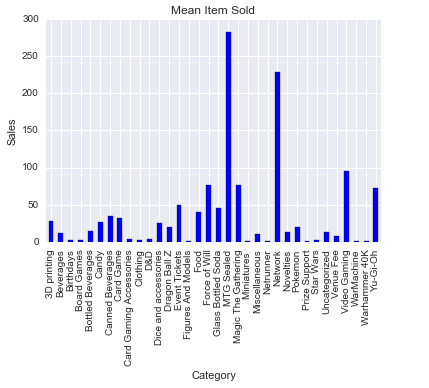 Mean Item Sold
300
250
200
150
100
50
0
Sales
3D printing
Beverages
Birthdays
Board Games
Bottled Beverages
Candy
Canned Beverages
Card Game
Card Gaming Accessories
Clothing
D&D
Dice and accessories
Dragon Ball Z
Event Tickets
Figures And Models
Food
Force of Will
Glass Bottled Soda
MTG Sealed
Magic The Gathering
Miniatures
Miscellaneous
Netrunner
Network
Novelties
Pokemon
Prize Support
Star Wars
Uncategorized
Venue Fee
Video Gaming
WarMachine
Warhammer 40K
Yu-Gi-Oh
Category